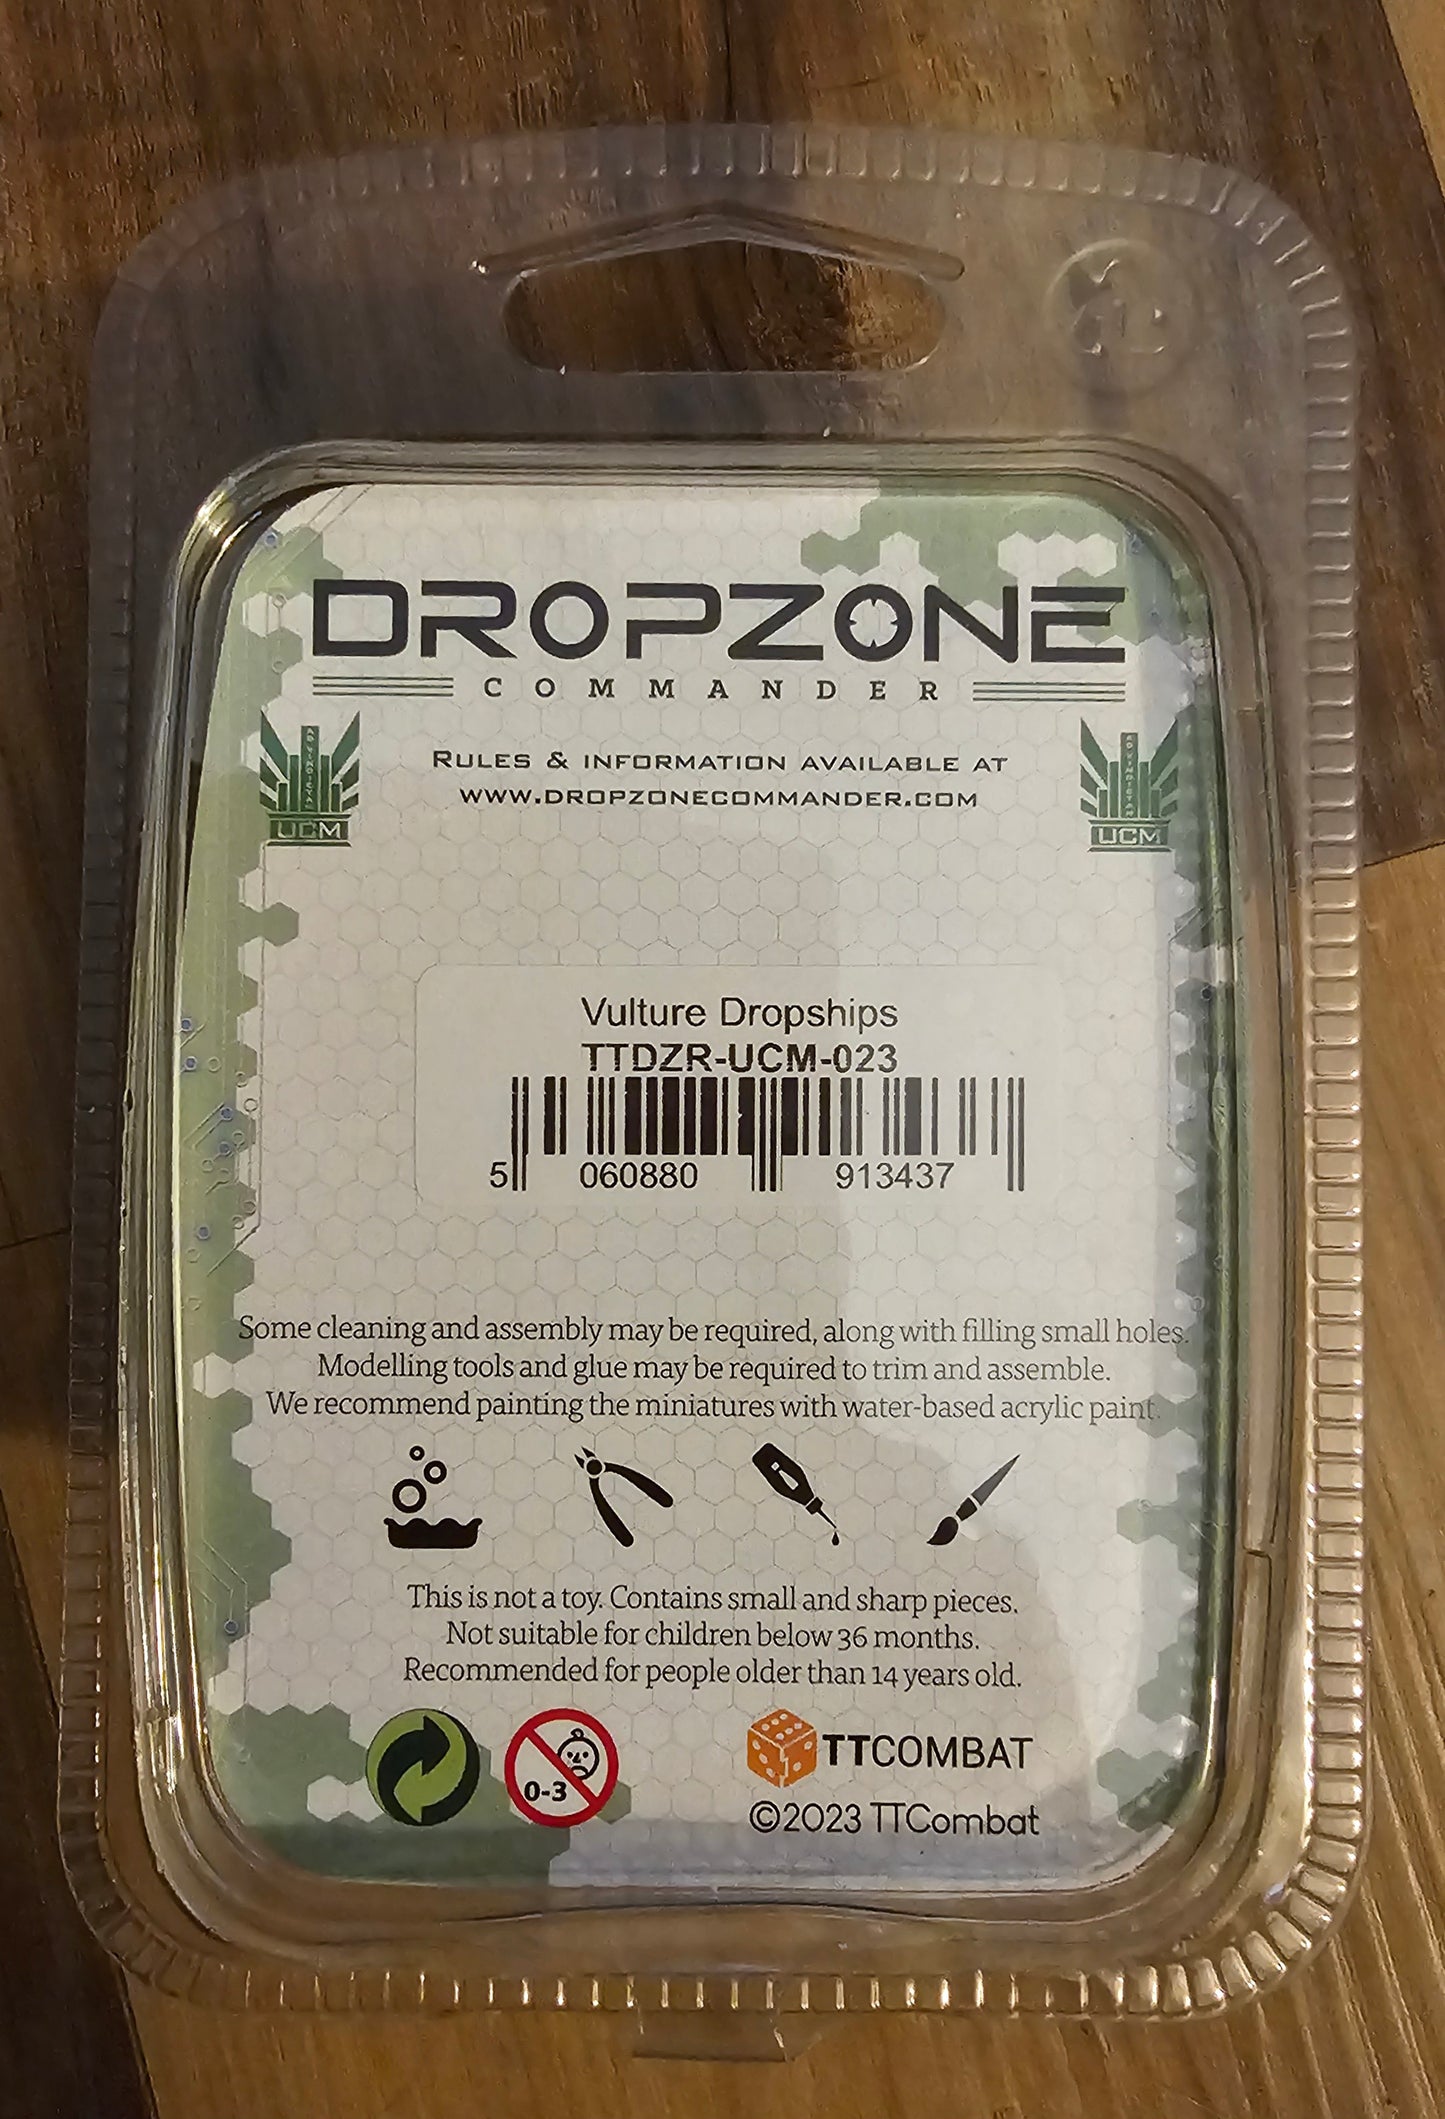 DROPZONE
COMMANDER
RULES & INFORMATION AVAILABLE AT
WWW.DROPZONECOMMANDER.COM
UCM
UCM
Vulture Dropships
TTDZR-UCM-023
5 060880 913437
Some cleaning and assembly may be required, along with filling small holes.
Modelling tools and glue may be required to trim and assemble.
We recommend painting the miniatures with water-based acrylic paint.
This is not a toy. Contains small and sharp pieces.
Not suitable for children below 36 months.
Recommended for people older than 14 years old.
0-3
TTCOMBAT
©2023 TTCombat